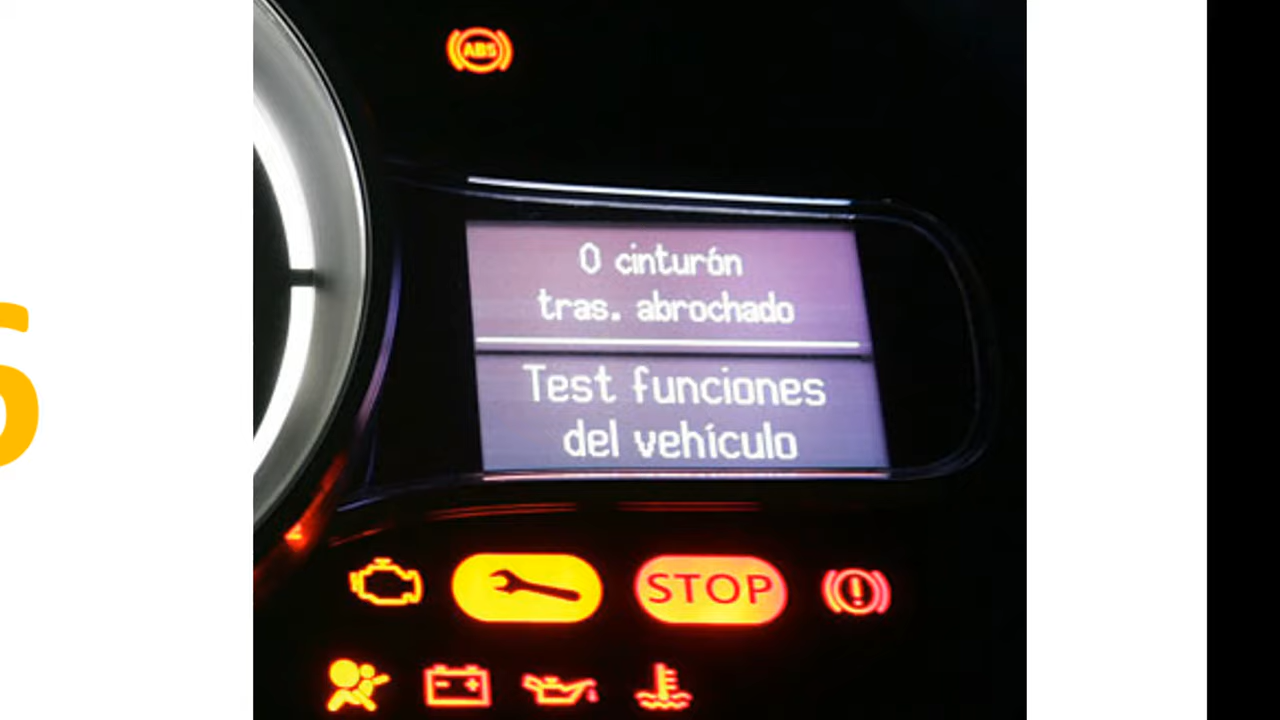 ABS
0 cinturón
tras. abrochado
Test funciones
del vehículo
STOP